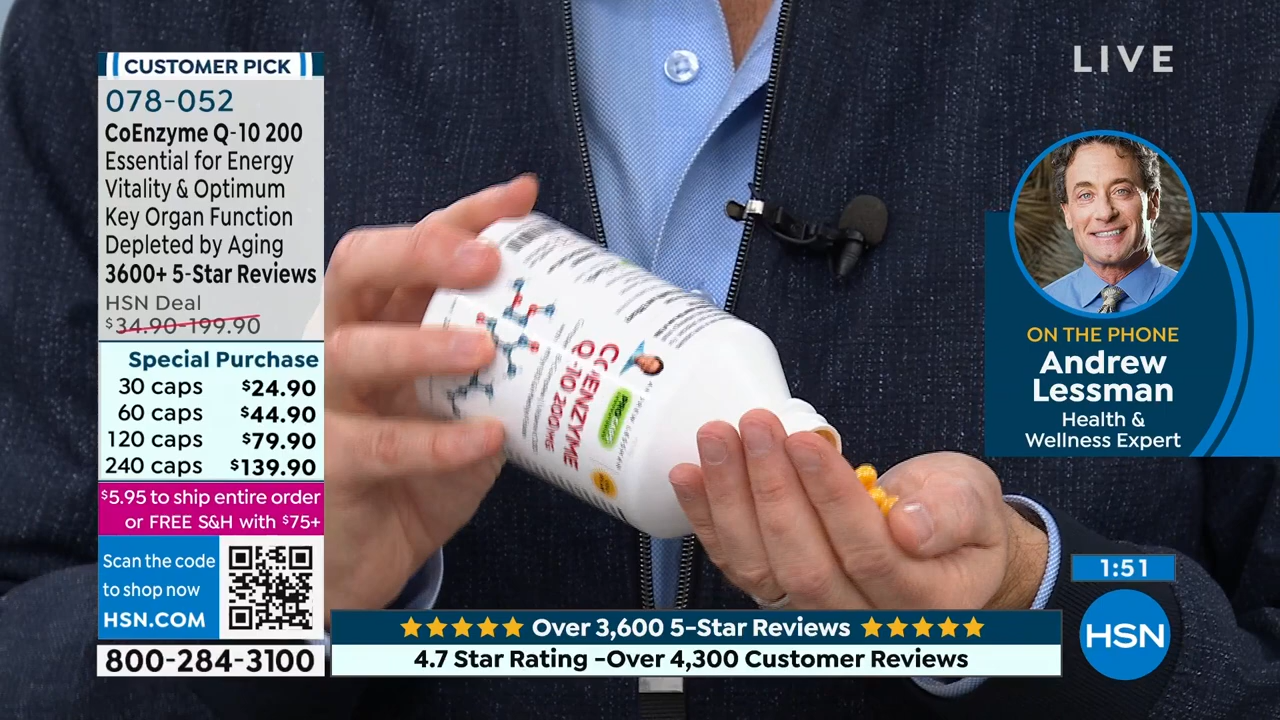 CUSTOMER PICK
078-052
CoEnzyme Q-10 200
Essential for Energy
Vitality & Optimum
Key Organ Function
Depleted by Aging
3600+ 5-Star Reviews
HSN Deal
$34.90-199.90
Special Purchase
30 caps $24.90
60 caps $44.90
120 caps $79.90
240 caps $139.90
$5.95 to ship entire order
or FREE S&H with $75+
Scan the code
to shop now
HSN.COM
800-284-3100
ANDREW LESSMAN
COENZYME
Q-10 200MG
LIVE
ON THE PHONE
Andrew
Lessman
Health &
Wellness Expert
1:51
HSN
Over 3,600 5-Star Reviews
4.7 Star Rating -Over 4,300 Customer Reviews